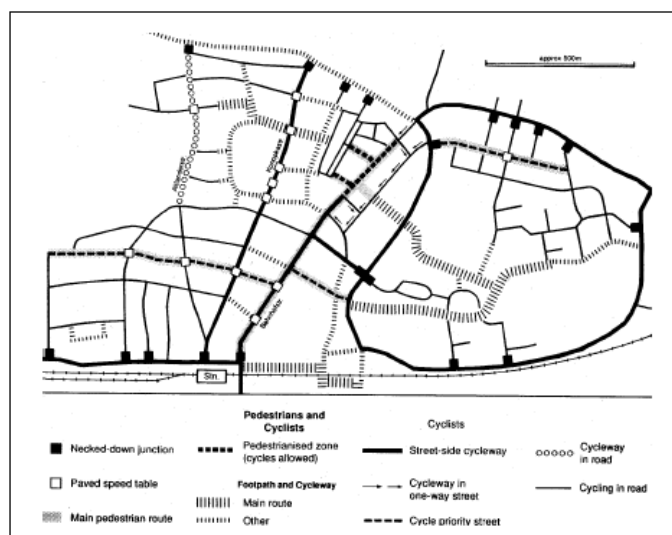 approx 500m
Bahnhofstr.
Stn.
Pedestrians and
Cyclists
Cyclists
Necked-down junction
Pedestrianised zone
(cycles allowed)
Street-side cycleway
Cycleway
in road
Paved speed table
Footpath and Cycleway
Main route
Cycleway in
one-way street
Cycling in road
Main pedestrian route
Other
Cycle priority street